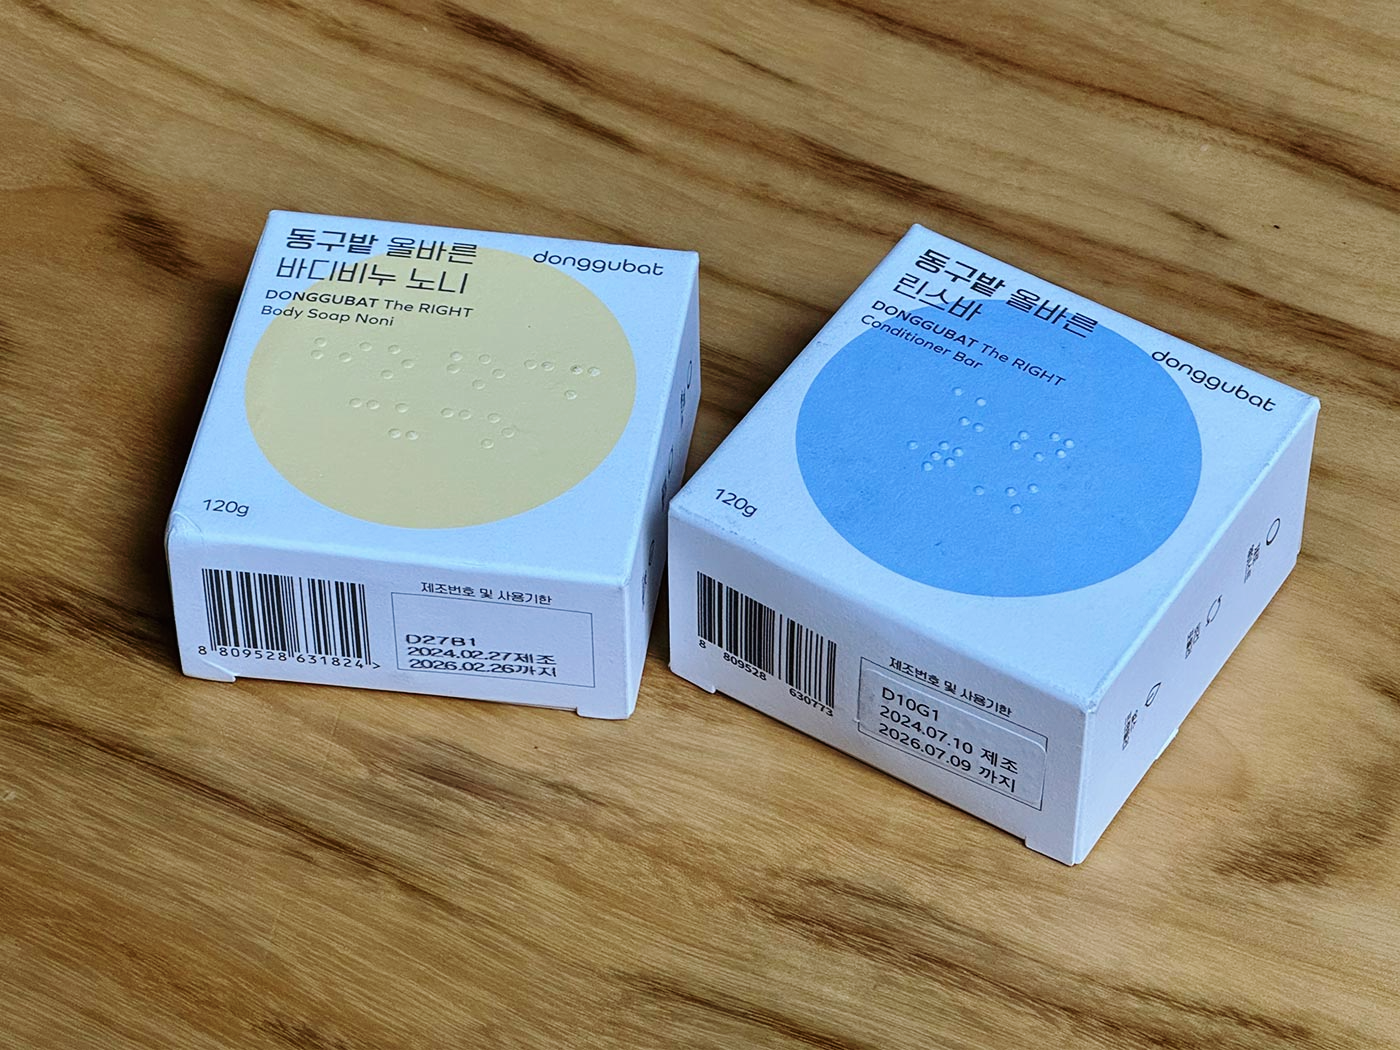 동구밭 올바른
바디비누 노니
DONGGUBAT The RIGHT
Body Soap Noni
donggubat
120g
8 809528 631824 >
제조번호 및 사용기한
D27B1
2024.02.27제조
2026.02.26까지
동구밭 올바른
린스바
DONGGUBAT The RIGHT
Conditioner Bar
donggubat
120g
8 809528 630773
제조번호 및 사용기한
D10G1
2024.07.10 제조
2026.07.09 까지